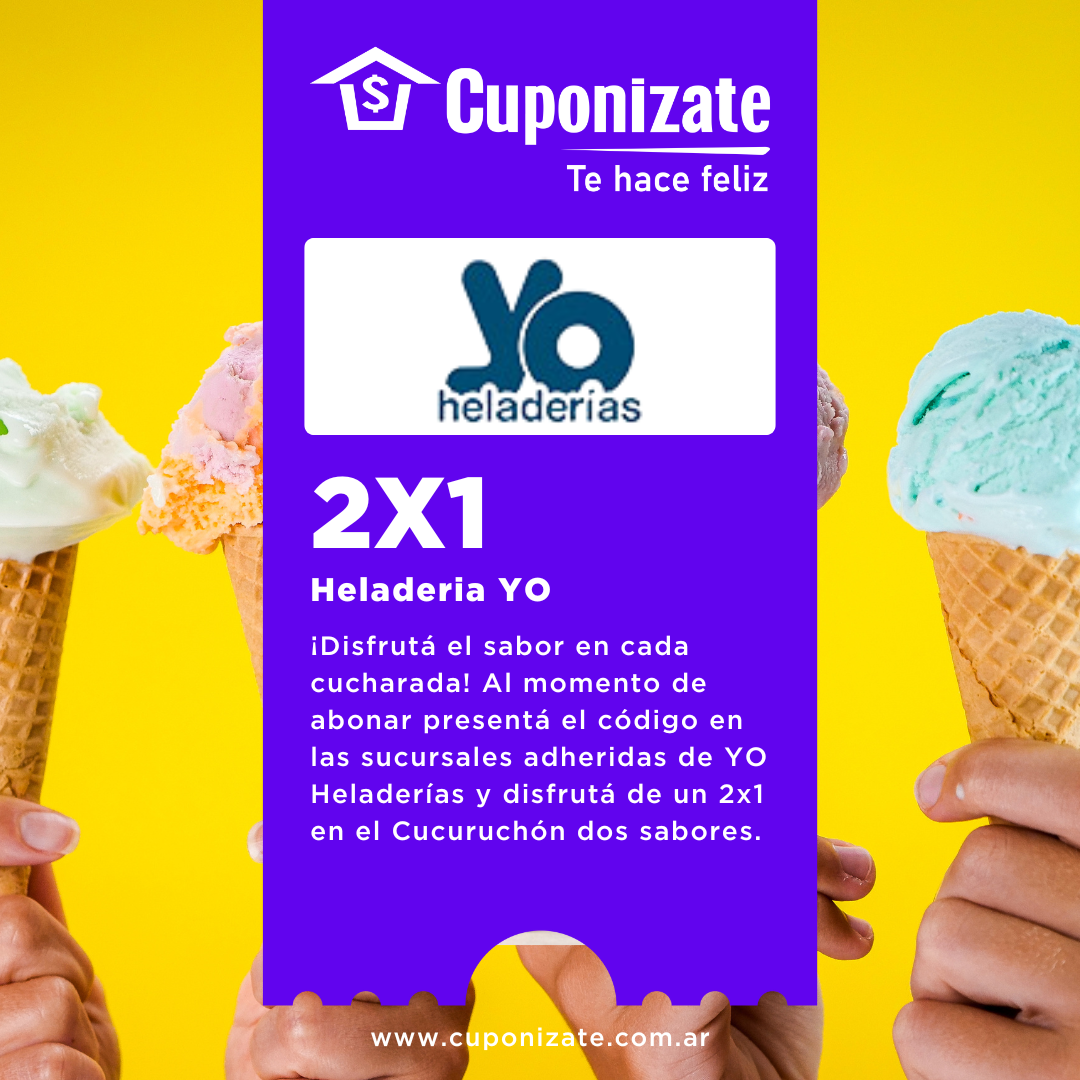 $ Cuponizate
Te hace feliz
YO
heladerías
2X1
Heladeria YO
¡Disfrutá el sabor en cada
cucharada! Al momento de
abonar presentá el código en
las sucursales adheridas de YO
Heladerías y disfrutá de un 2x1
en el Cucuruchón dos sabores.
www.cuponizate.com.ar